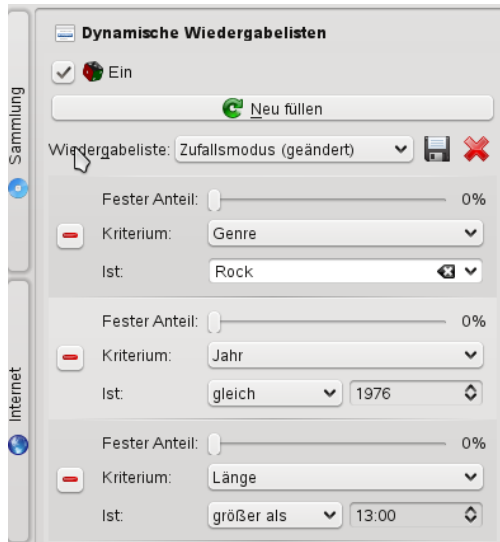 Dynamische Wiedergabelisten
Ein
Neu füllen
Wiedergabeliste: Zufallsmodus (geändert)
Fester Anteil: 0%
Kriterium: Genre
Ist: Rock
Fester Anteil: 0%
Kriterium: Jahr
Ist: gleich 1976
Fester Anteil: 0%
Kriterium: Länge
Ist: größer als 13:00
Sammlung
Internet